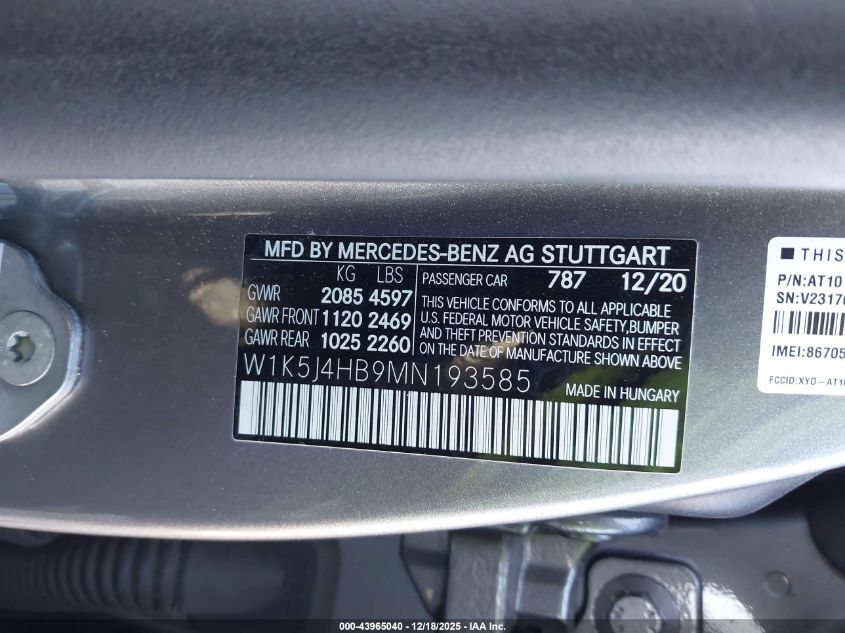 MFD BY MERCEDES-BENZ AG STUTTGART
KG LBS
GVWR 2085 4597
GAWR FRONT 1120 2469
GAWR REAR 1025 2260
PASSENGER CAR 787 12/20
THIS VEHICLE CONFORMS TO ALL APPLICABLE
U.S. FEDERAL MOTOR VEHICLE SAFETY, BUMPER
AND THEFT PREVENTION STANDARDS IN EFFECT
ON THE DATE OF MANUFACTURE SHOWN ABOVE
W1K5J4HB9MN193585
MADE IN HUNGARY
THIS
P/N:AT10
SN:V2317
IMEI:86705
FCCID:XYO-AT10
000-43965040 - 12/18/2025 - IAA Inc.